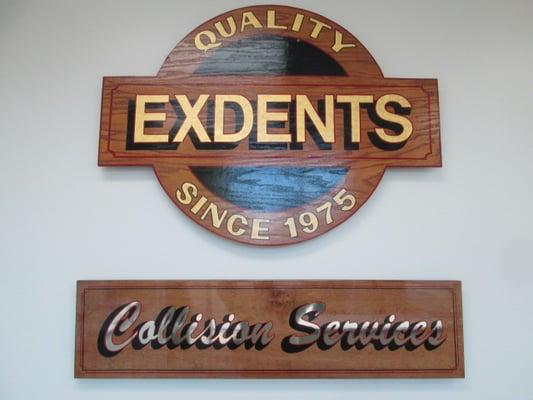 QUALITY
EXDENTS
SINCE 1975
Collision Services